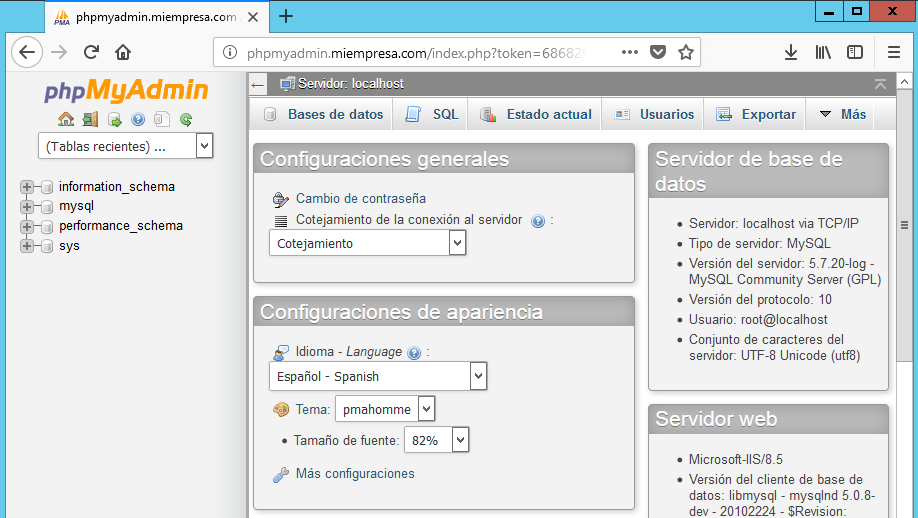 phpmyadmin.miempresa.com
phpmyadmin.miempresa.com/index.php?token=68682
phpMyAdmin
(Tablas recientes) ...
information_schema
mysql
performance_schema
sys
Servidor: localhost
Bases de datos
SQL
Estado actual
Usuarios
Exportar
Más
Configuraciones generales
Cambio de contraseña
Cotejamiento de la conexión al servidor :
Cotejamiento
Configuraciones de apariencia
Idioma - Language :
Español - Spanish
Tema: pmahomme
Tamaño de fuente: 82%
Más configuraciones
Servidor de base de
datos
Servidor: localhost via TCP/IP
Tipo de servidor: MySQL
Versión del servidor: 5.7.20-log -
MySQL Community Server (GPL)
Versión del protocolo: 10
Usuario: root@localhost
Conjunto de caracteres del
servidor: UTF-8 Unicode (utf8)
Servidor web
Microsoft-IIS/8.5
Versión del cliente de base de
datos: libmysql - mysqlnd 5.0.8-
dev - 20102224 - $Revision: